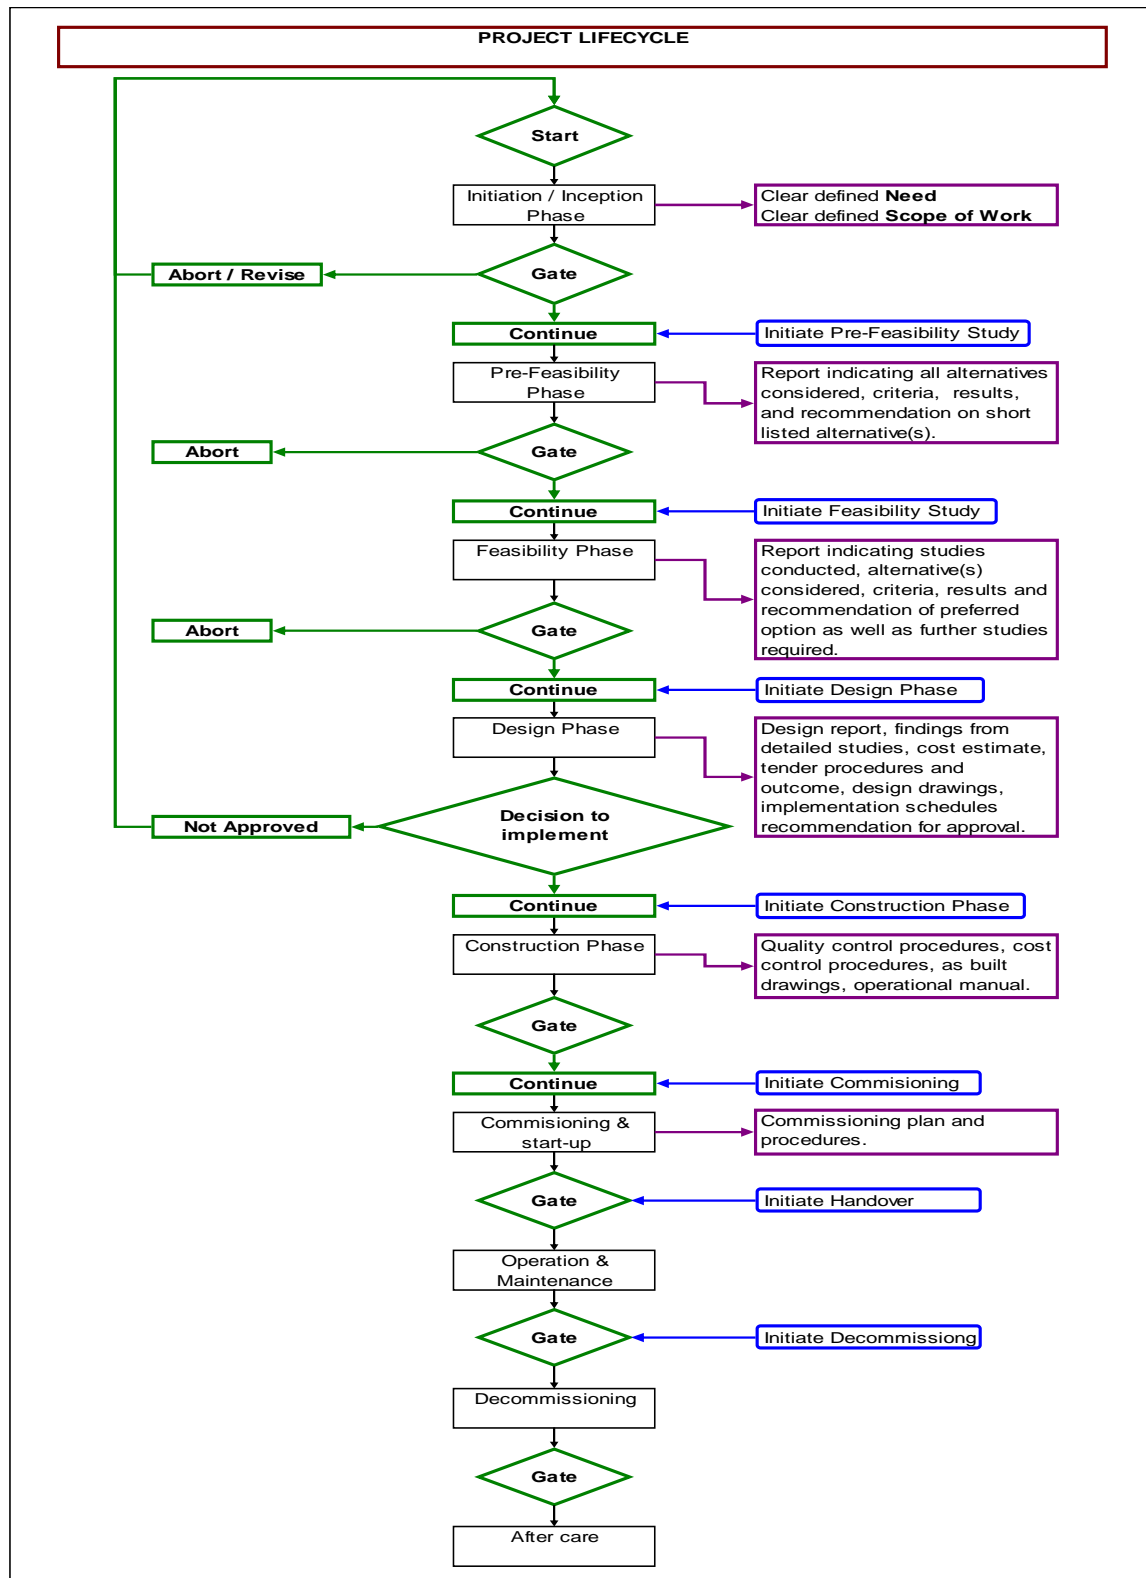 PROJECT LIFECYCLE
Start
Initiation / Inception
Phase
Clear defined Need
Clear defined Scope of Work
Abort / Revise
Gate
Continue
Initiate Pre-Feasibility Study
Pre-Feasibility
Phase
Report indicating all alternatives
considered, criteria, results,
and recommendation on short
listed alternative(s).
Abort
Gate
Continue
Initiate Feasibility Study
Feasibility Phase
Report indicating studies
conducted, alternative(s)
considered, criteria, results and
recommendation of preferred
option as well as further studies
required.
Abort
Gate
Continue
Initiate Design Phase
Design Phase
Design report, findings from
detailed studies, cost estimate,
tender procedures and
outcome, design drawings,
implementation schedules
recommendation for approval.
Not Approved
Decision to
implement
Continue
Initiate Construction Phase
Construction Phase
Quality control procedures, cost
control procedures, as built
drawings, operational manual.
Gate
Continue
Initiate Commisioning
Commisioning &
start-up
Commissioning plan and
procedures.
Gate
Initiate Handover
Operation &
Maintenance
Gate
Initiate Decommissiong
Decommissioning
Gate
After care